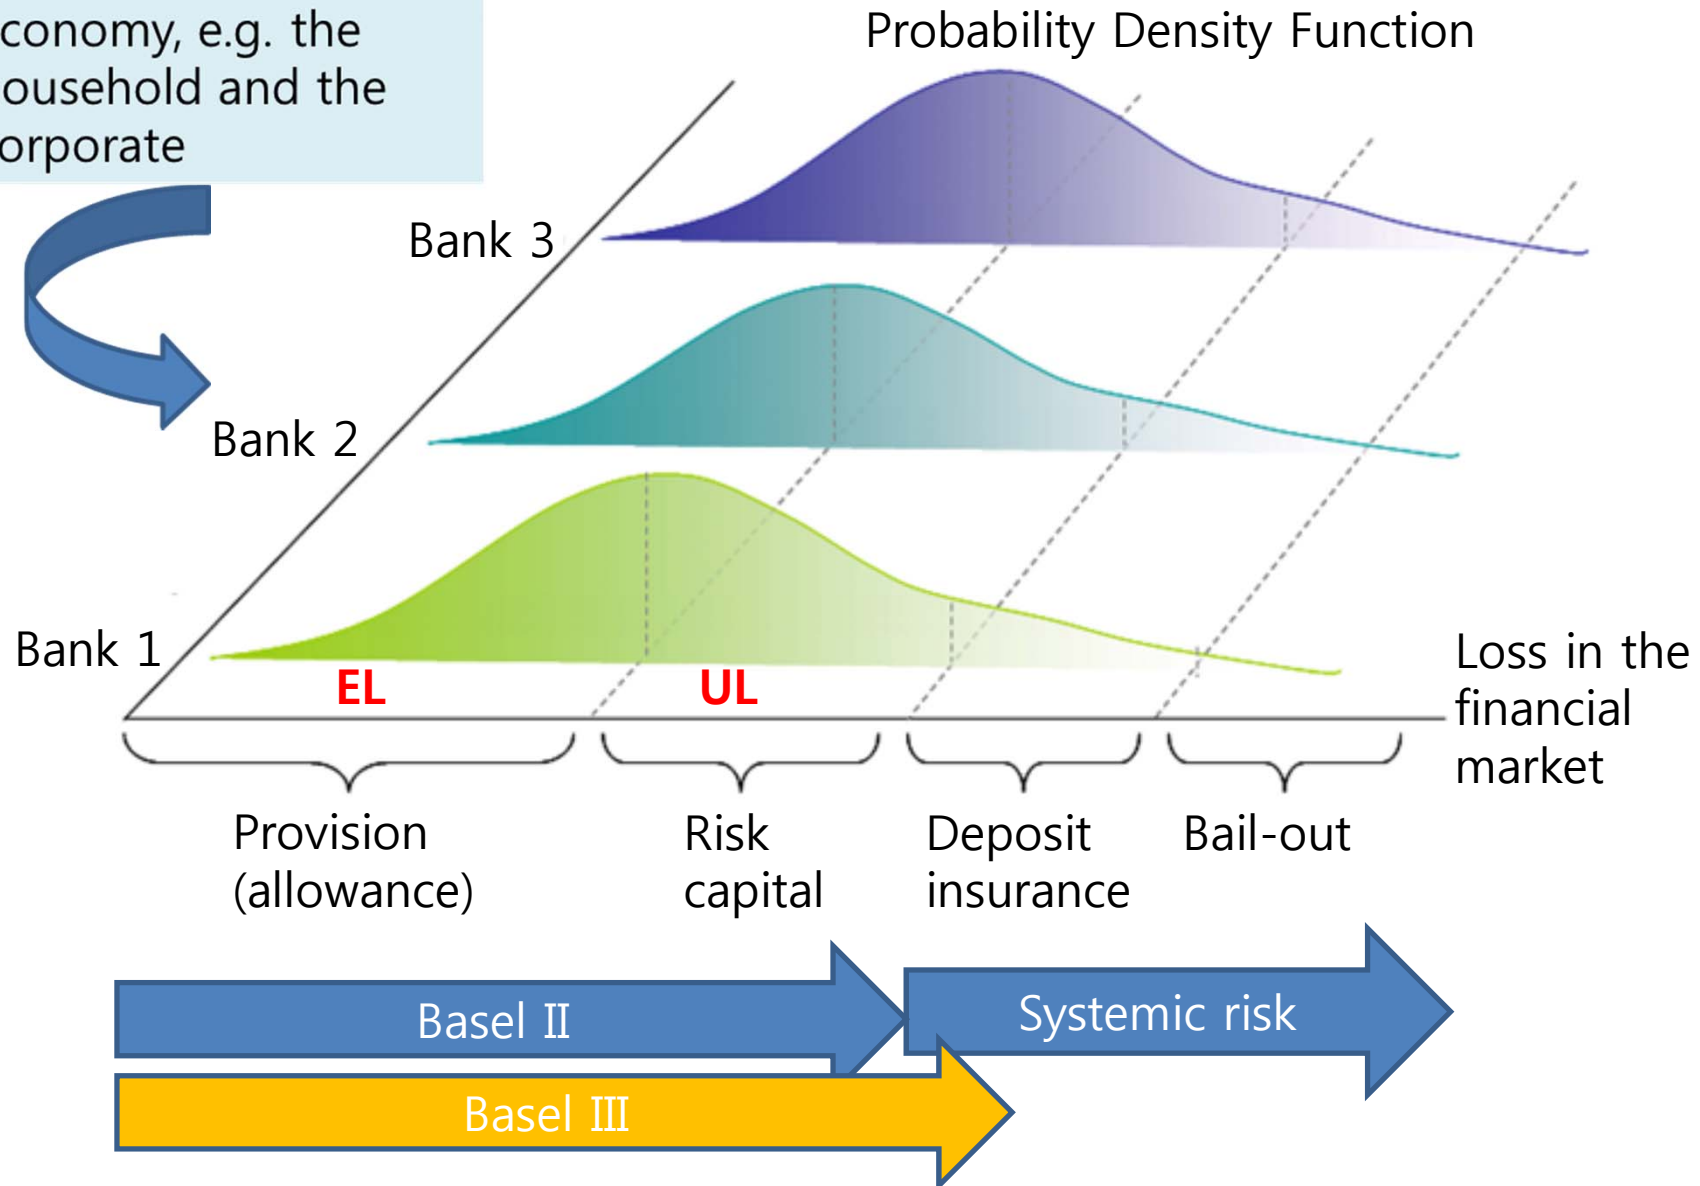 conomy, e.g. the
ousehold and the
orporate
Probability Density Function
Bank 3
Bank 2
Bank 1
EL
UL
Loss in the
financial
market
Provision
(allowance)
Risk
capital
Deposit
insurance
Bail-out
Basel Ⅱ
Systemic risk
Basel Ⅲ